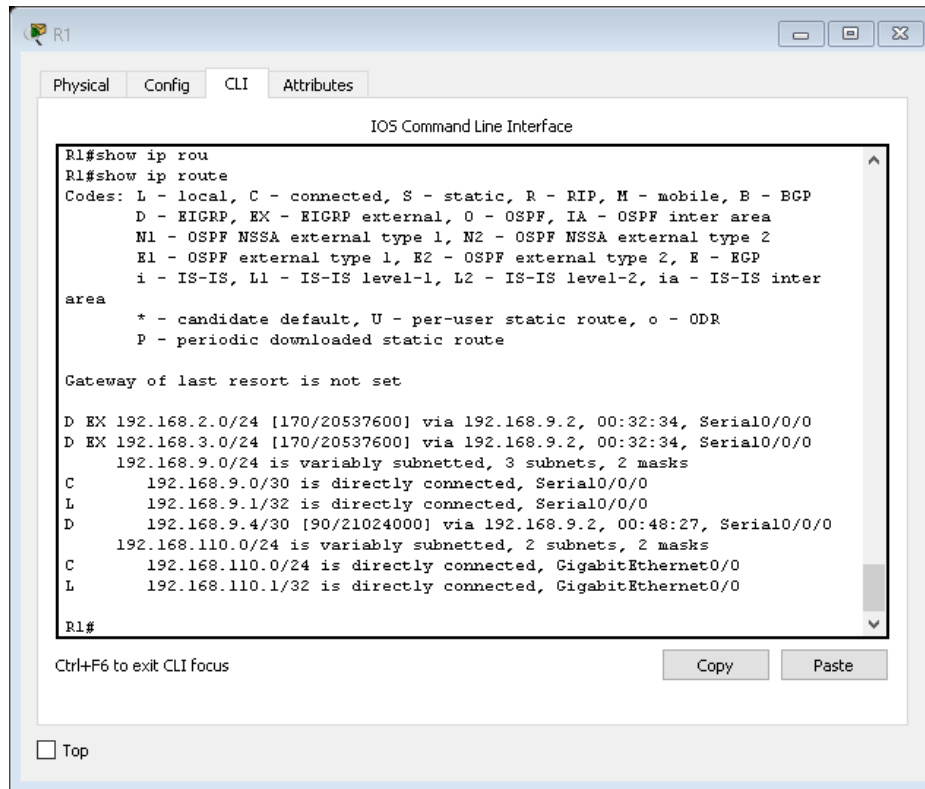 R1
Physical Config CLI Attributes
IOS Command Line Interface
R1#show ip rou
R1#show ip route
Codes: L - local, C - connected, S - static, R - RIP, M - mobile, B - BGP
D - EIGRP, EX - EIGRP external, O - OSPF, IA - OSPF inter area
N1 - OSPF NSSA external type 1, N2 - OSPF NSSA external type 2
E1 - OSPF external type 1, E2 - OSPF external type 2, E - EGP
i - IS-IS, L1 - IS-IS level-1, L2 - IS-IS level-2, ia - IS-IS inter
area
* - candidate default, U - per-user static route, o - ODR
P - periodic downloaded static route
Gateway of last resort is not set
D EX 192.168.2.0/24 [170/20537600] via 192.168.9.2, 00:32:34, Serial0/0/0
D EX 192.168.3.0/24 [170/20537600] via 192.168.9.2, 00:32:34, Serial0/0/0
192.168.9.0/24 is variably subnetted, 3 subnets, 2 masks
C 192.168.9.0/30 is directly connected, Serial0/0/0
L 192.168.9.1/32 is directly connected, Serial0/0/0
D 192.168.9.4/30 [90/21024000] via 192.168.9.2, 00:48:27, Serial0/0/0
192.168.110.0/24 is variably subnetted, 2 subnets, 2 masks
C 192.168.110.0/24 is directly connected, GigabitEthernet0/0
L 192.168.110.1/32 is directly connected, GigabitEthernet0/0
R1#
Ctrl+F6 to exit CLI focus
Copy Paste
Top